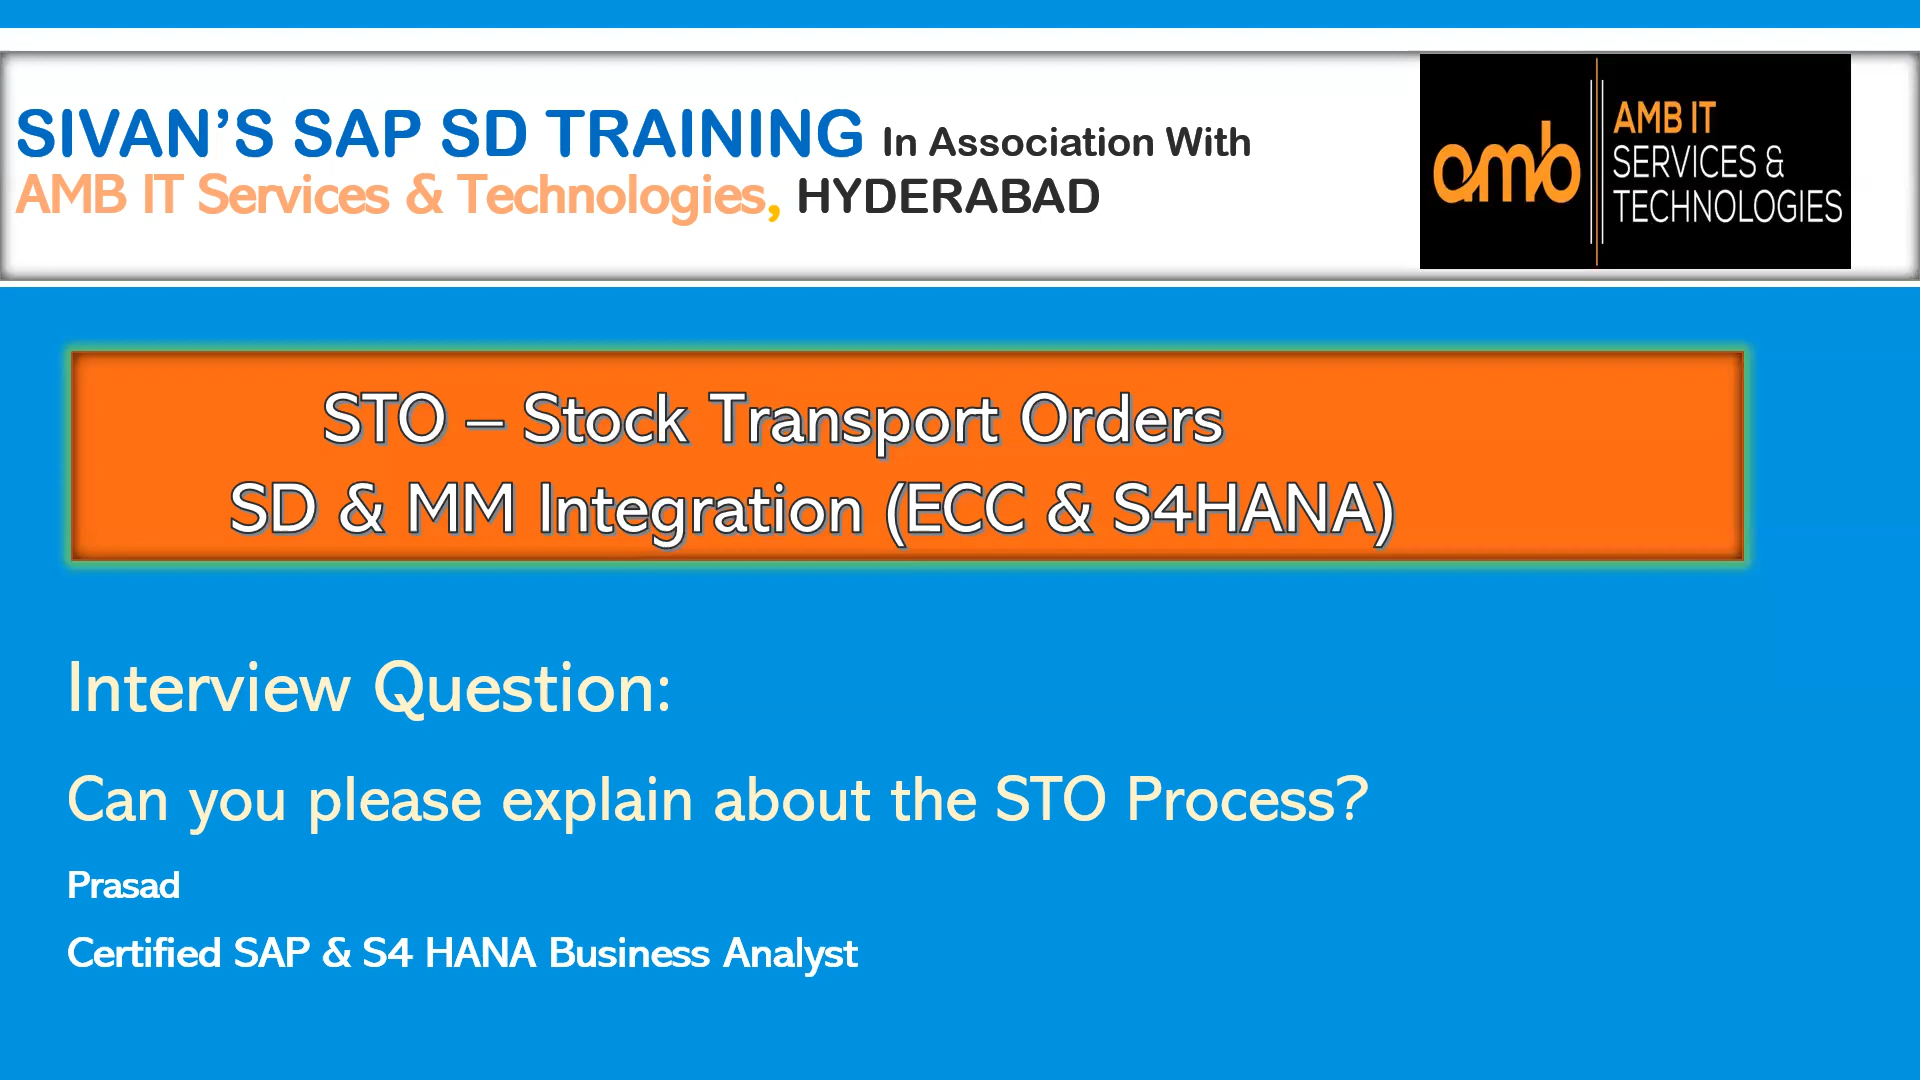 SIVAN’S SAP SD TRAINING In Association With
AMB IT Services & Technologies, HYDERABAD
amb
AMB IT
SERVICES &
TECHNOLOGIES
STO – Stock Transport Orders
SD & MM Integration (ECC & S4HANA)
Interview Question:
Can you please explain about the STO Process?
Prasad
Certified SAP & S4 HANA Business Analyst